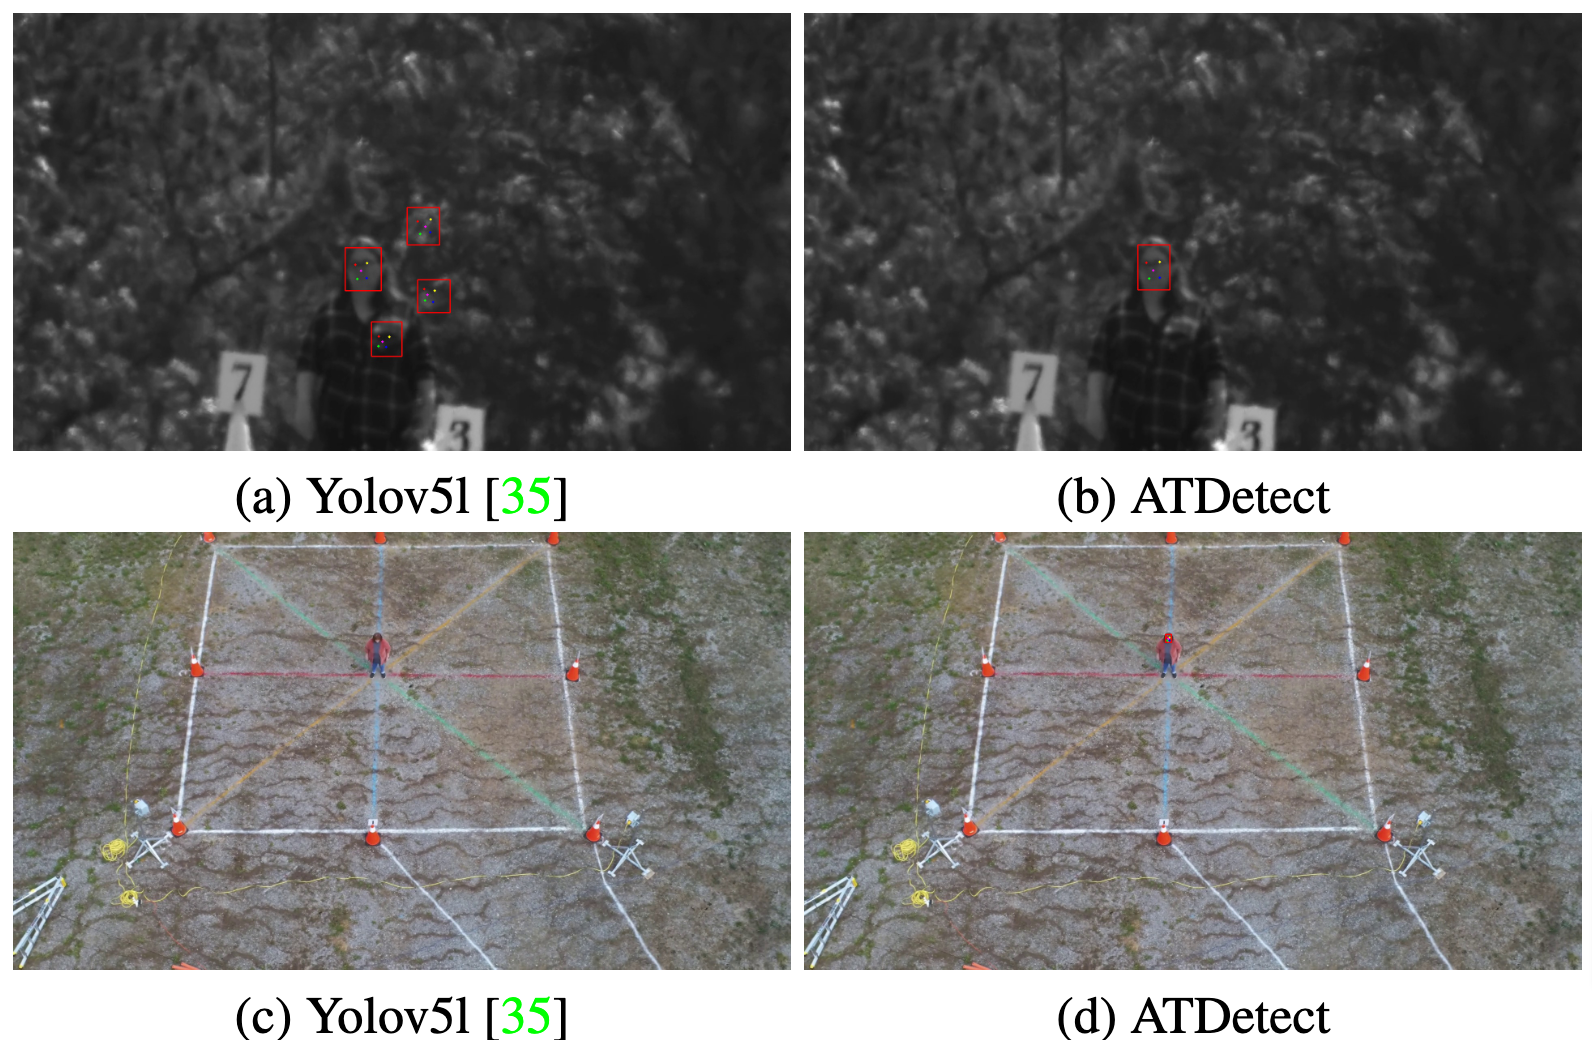 7
3
7
3
(a) Yolov5l [35]
(b) ATDetect
(c) Yolov5l [35]
(d) ATDetect